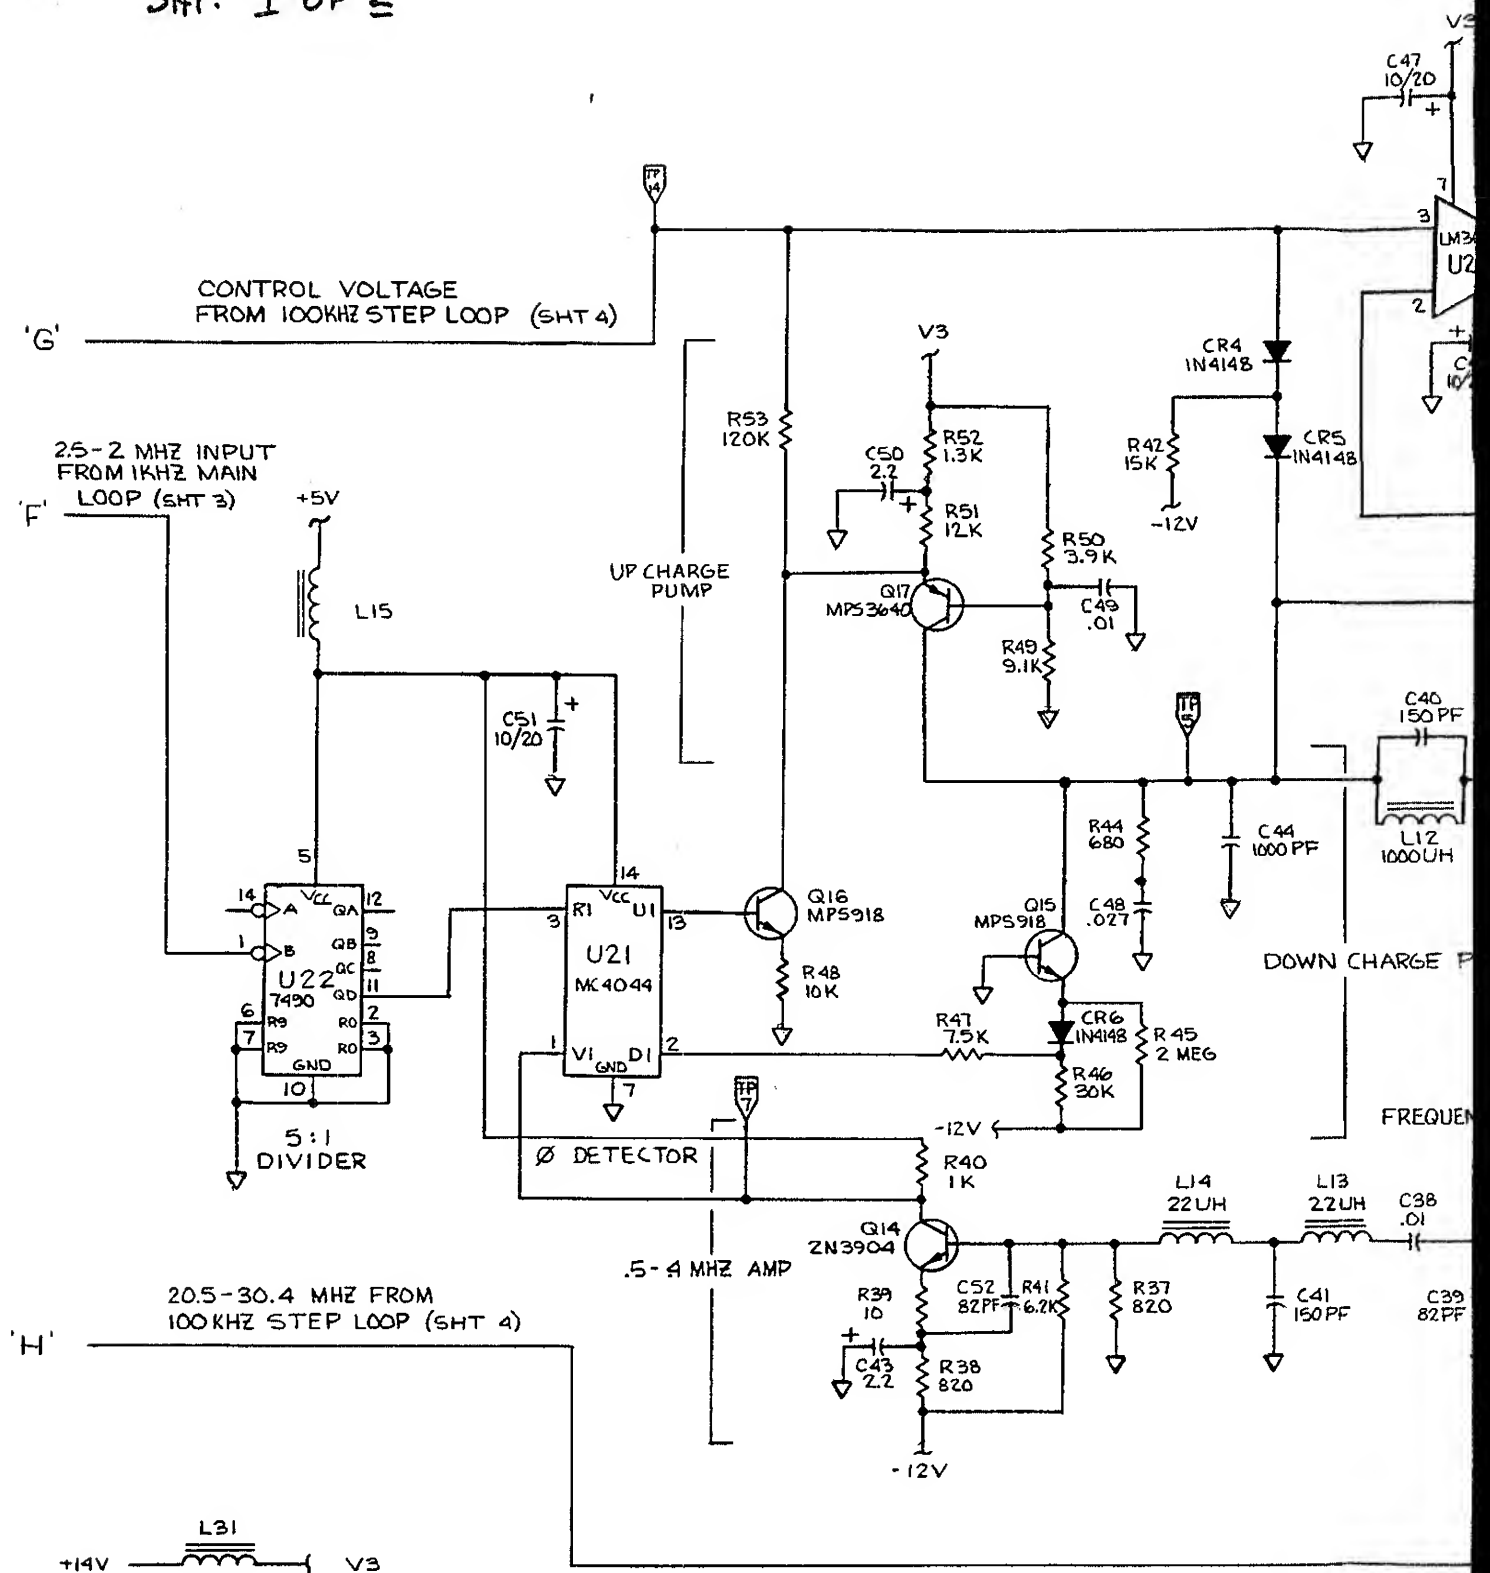 SHT. 1 OF
V3
C47
10/20
+
TP
14
7
3
2
CONTROL VOLTAGE
FROM 100KHZ STEP LOOP (SHT 4)
'G'
V3
CR4
1N4148
+
R53
120K
R52
1.3K
C50
2.2
+
R51
12K
R42
15K
CR5
1N4148
-12V
2.5-2 MHZ INPUT
FROM 1KHZ MAIN
LOOP (SHT 3)
'F'
+5V
L15
UP CHARGE
PUMP
R50
3.9K
Q17
MPS3640
C49
.01
R49
9.1K
C51
10/20
+
TP
5
C40
150PF
L12
1000UH
R44
680
C44
1000PF
5
VCC
14
A
QA
12
1
B
QB
9
QC
8
U22
7490
QD
11
6
R9
R0
2
7
R9
R0
3
GND
10
5:1
DIVIDER
14
VCC
3
R1
U1
13
U21
MC4044
1
V1
D1
2
GND
7
Ø DETECTOR
Q16
MPS918
R48
10K
Q15
MPS918
C48
.027
DOWN CHARGE
R47
7.5K
CR6
1N4148
R45
2 MEG
R46
30K
-12V
TP
7
R40
1K
Q14
2N3904
.5-4 MHZ AMP
L14
22UH
L13
22UH
C38
.01
R39
10
C52
82PF
R41
6.2K
R37
820
C41
150PF
C39
82PF
+
C43
2.2
R38
820
-12V
20.5-30.4 MHZ FROM
100KHZ STEP LOOP (SHT 4)
'H'
L31
+14V
V3